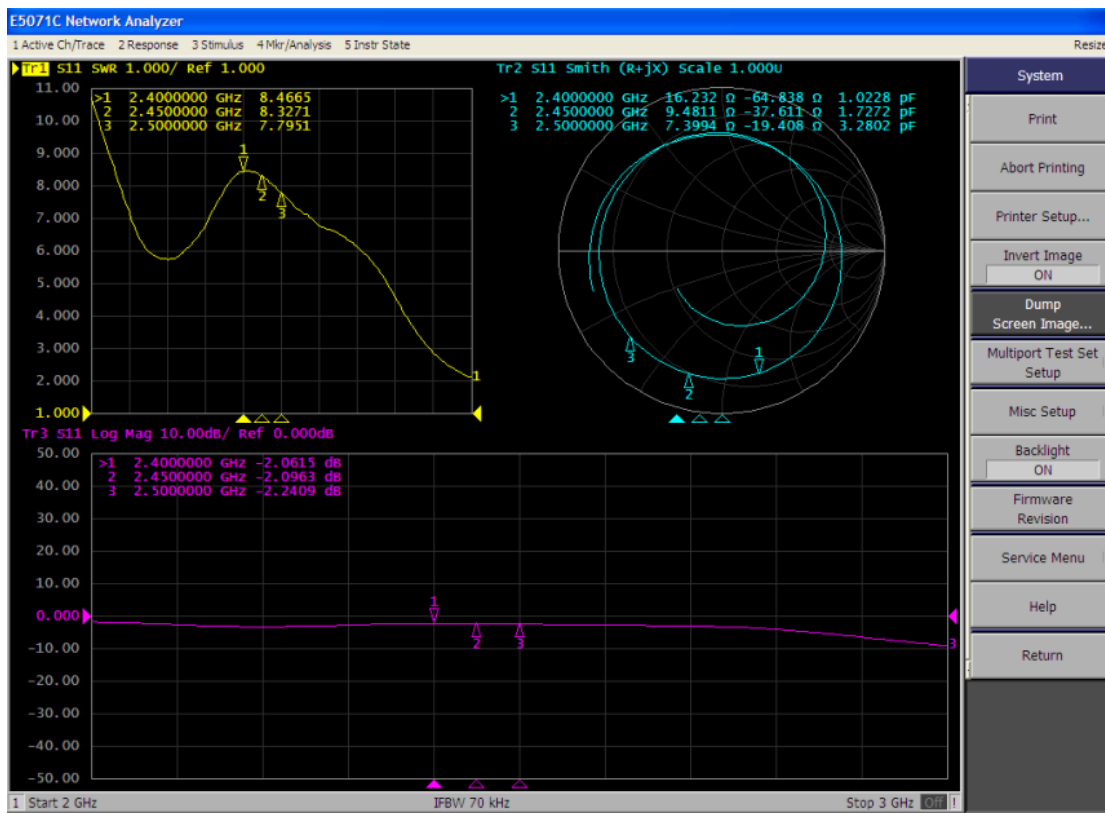 E5071C Network Analyzer
1 Active Ch/Trace 2 Response 3 Stimulus 4 Mkr/Analysis 5 Instr State
Resize
Tr1 S11 SWR 1.000/ Ref 1.000
11.00
10.00
9.000
8.000
7.000
6.000
5.000
4.000
3.000
2.000
1.000
>1 2.4000000 GHz 8.4665
2 2.4500000 GHz 8.3271
3 2.5000000 GHz 7.7951
1
2
3
1
Tr2 S11 Smith (R+jX) Scale 1.000U
>1 2.4000000 GHz 16.232 Ω -64.838 Ω 1.0228 pF
2 2.4500000 GHz 9.4811 Ω -37.611 Ω 1.7272 pF
3 2.5000000 GHz 7.3994 Ω -19.408 Ω 3.2802 pF
1
2
3
Tr3 S11 Log Mag 10.00dB/ Ref 0.000dB
50.00
40.00
30.00
20.00
10.00
0.000
-10.00
-20.00
-30.00
-40.00
-50.00
>1 2.4000000 GHz -2.0615 dB
2 2.4500000 GHz -2.0963 dB
3 2.5000000 GHz -2.2409 dB
1
2
3
3
1 Start 2 GHz
IFBW 70 kHz
Stop 3 GHz Off !
System
Print
Abort Printing
Printer Setup...
Invert Image
ON
Dump
Screen Image...
Multiport Test Set
Setup
Misc Setup
Backlight
ON
Firmware
Revision
Service Menu
Help
Return